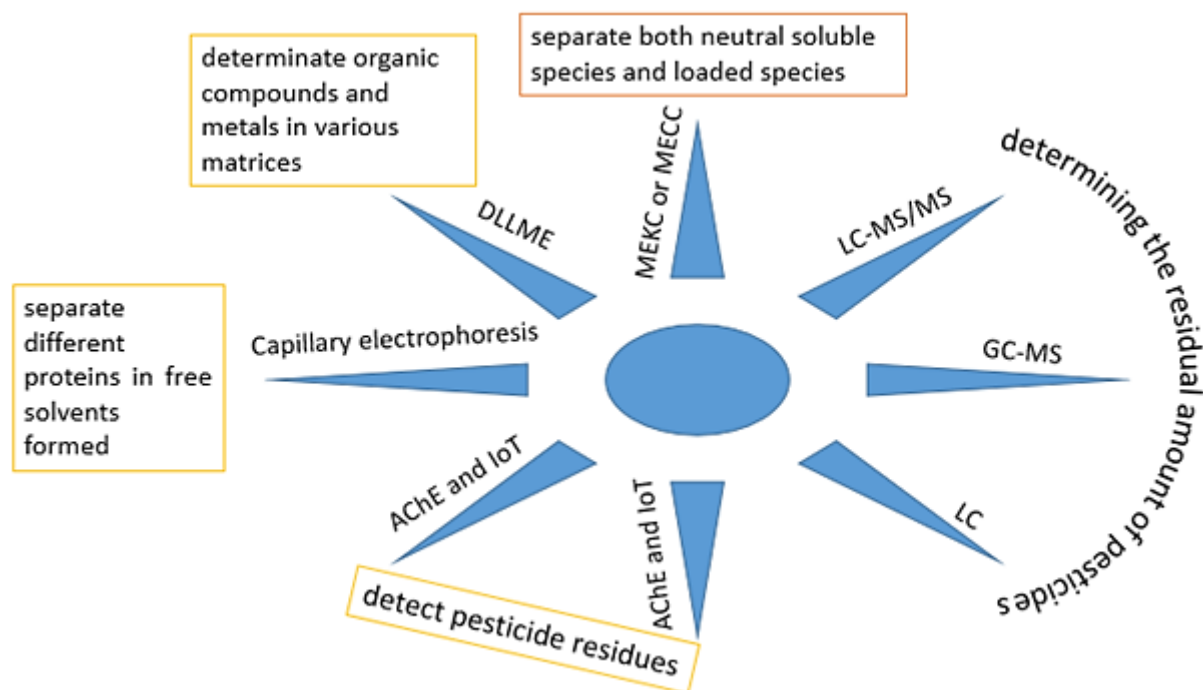 separate both neutral soluble
species and loaded species
determinate organic
compounds and
metals in various
matrices
MEKC or MECC
DLLME
LC-MS/MS
determining the residual amount of pesticides
separate
different
proteins in free
solvents
formed
Capillary electrophoresis
GC-MS
AChE and IoT
AChE and IoT
LC
detect pesticide residues